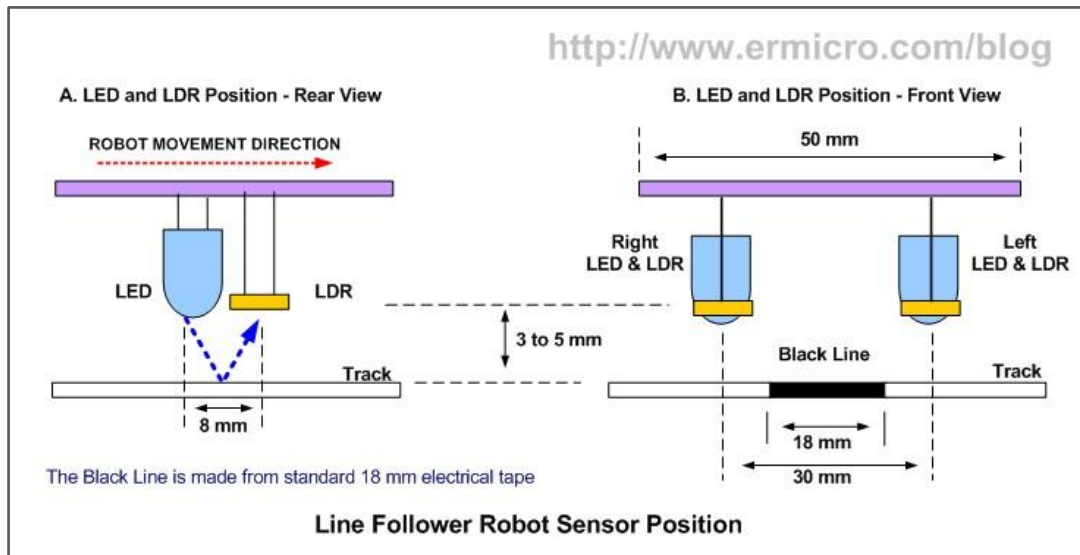 http://www.ermicro.com/blog
A. LED and LDR Position - Rear View
ROBOT MOVEMENT DIRECTION
LED
LDR
Track
8 mm
3 to 5 mm
B. LED and LDR Position - Front View
50 mm
Right
LED & LDR
Left
LED & LDR
Black Line
Track
18 mm
30 mm
The Black Line is made from standard 18 mm electrical tape
Line Follower Robot Sensor Position